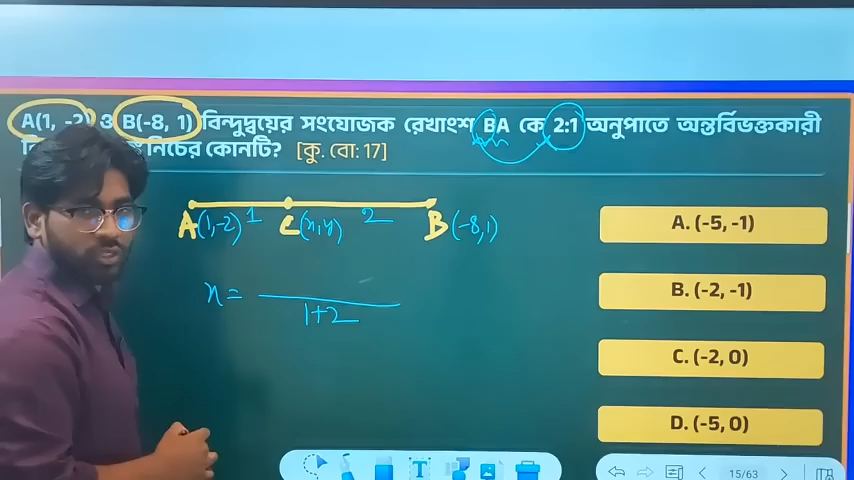 A(1, -2) ও B(-8, 1) বিন্দুদ্বয়ের সংযোজক রেখাংশ BA কে 2:1 অনুপাতে অন্তর্বিভক্তকারী
নিচের কোনটি? [কু. বো: 17]
A(1,-2) 1 C(x,y) 2 B(-8,1)
x =
1+2
A. (-5, -1)
B. (-2, -1)
C. (-2, 0)
D. (-5, 0)
T
15/63